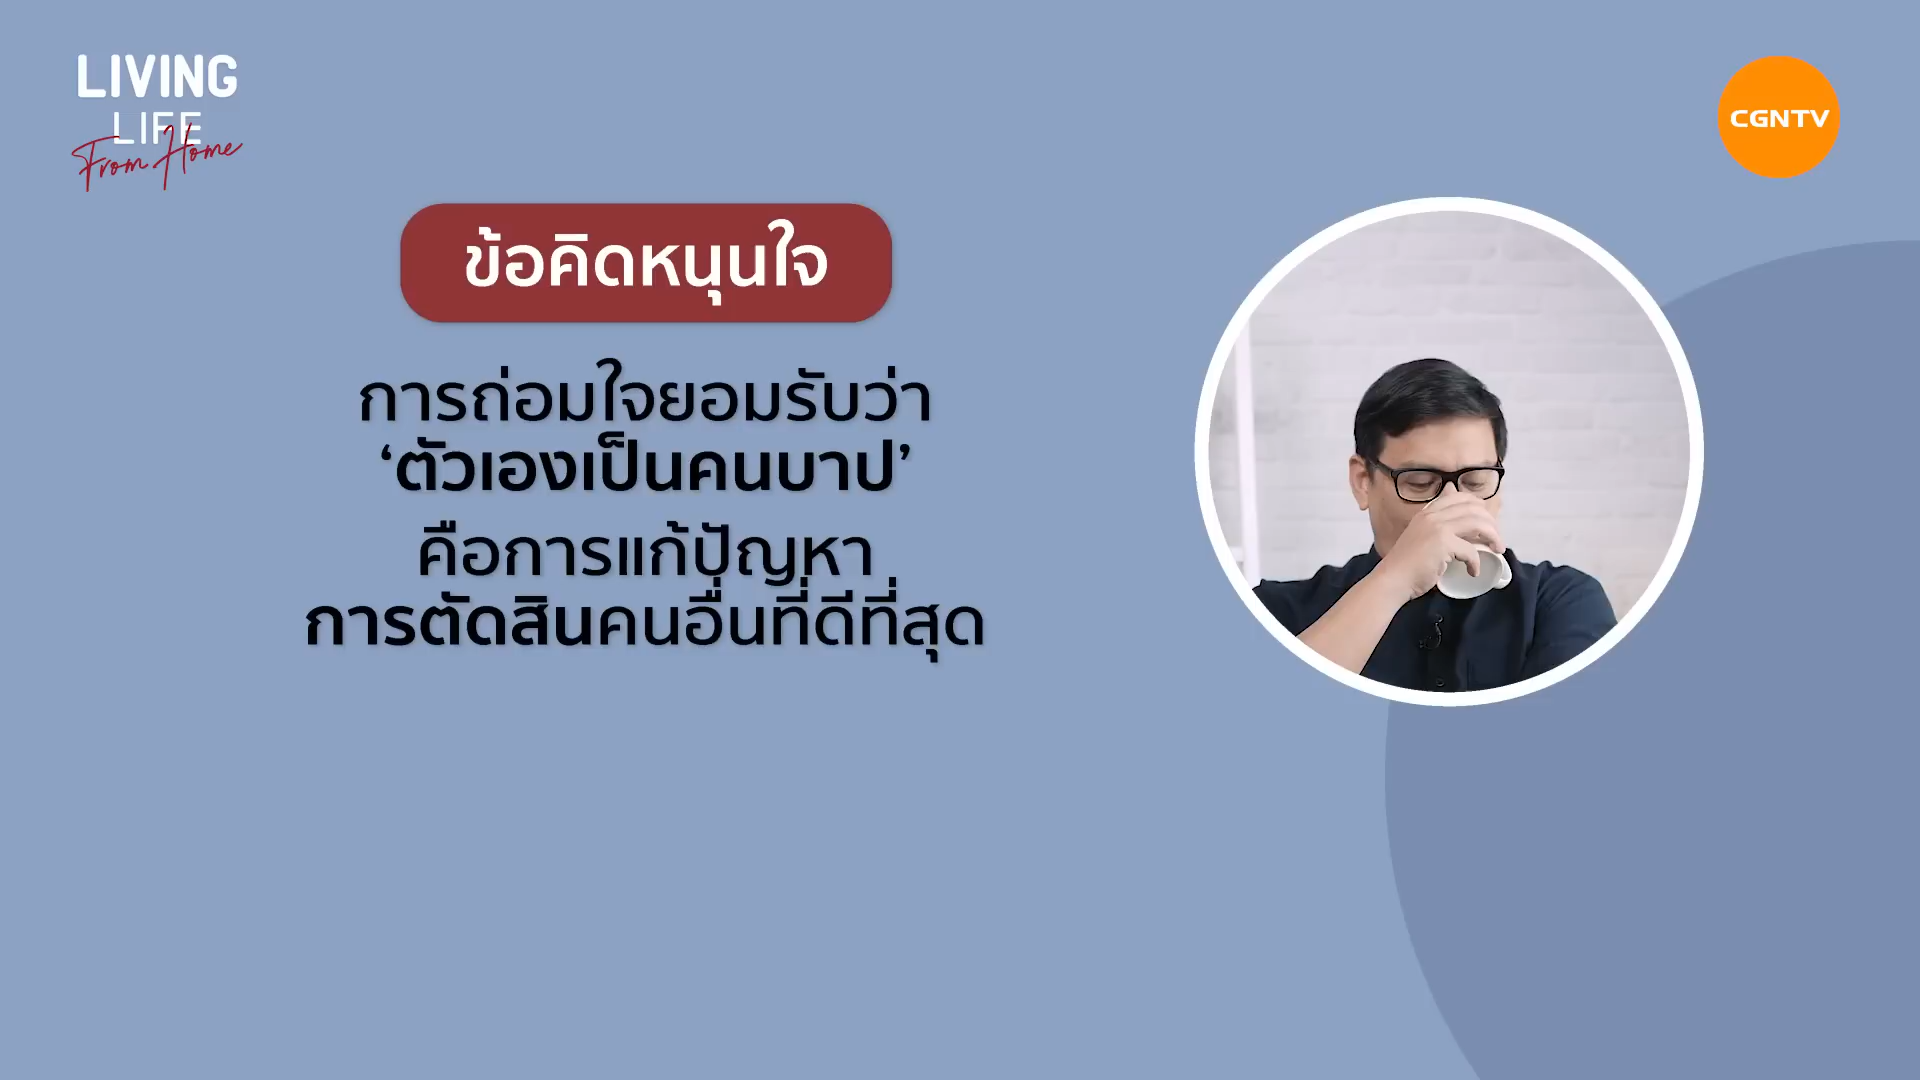 LIVING
LIFE
From Home
CGNTV
ข้อคิดหนุนใจ
การถ่อมใจยอมรับว่า
‘ตัวเองเป็นคนบาป’
คือการแก้ปัญหา
การตัดสินคนอื่นที่ดีที่สุด